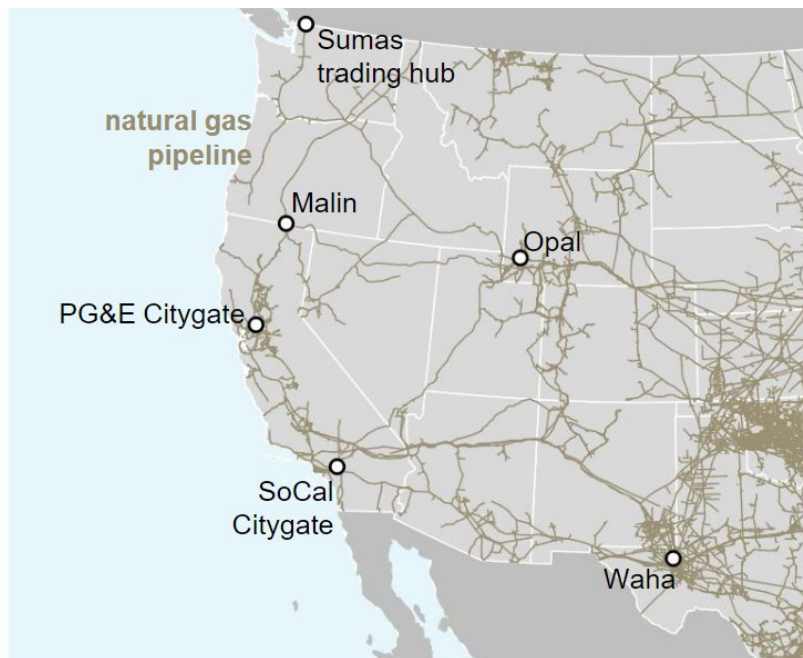 Sumas
trading hub
natural gas
pipeline
Malin
Opal
PG&E Citygate
SoCal
Citygate
Waha